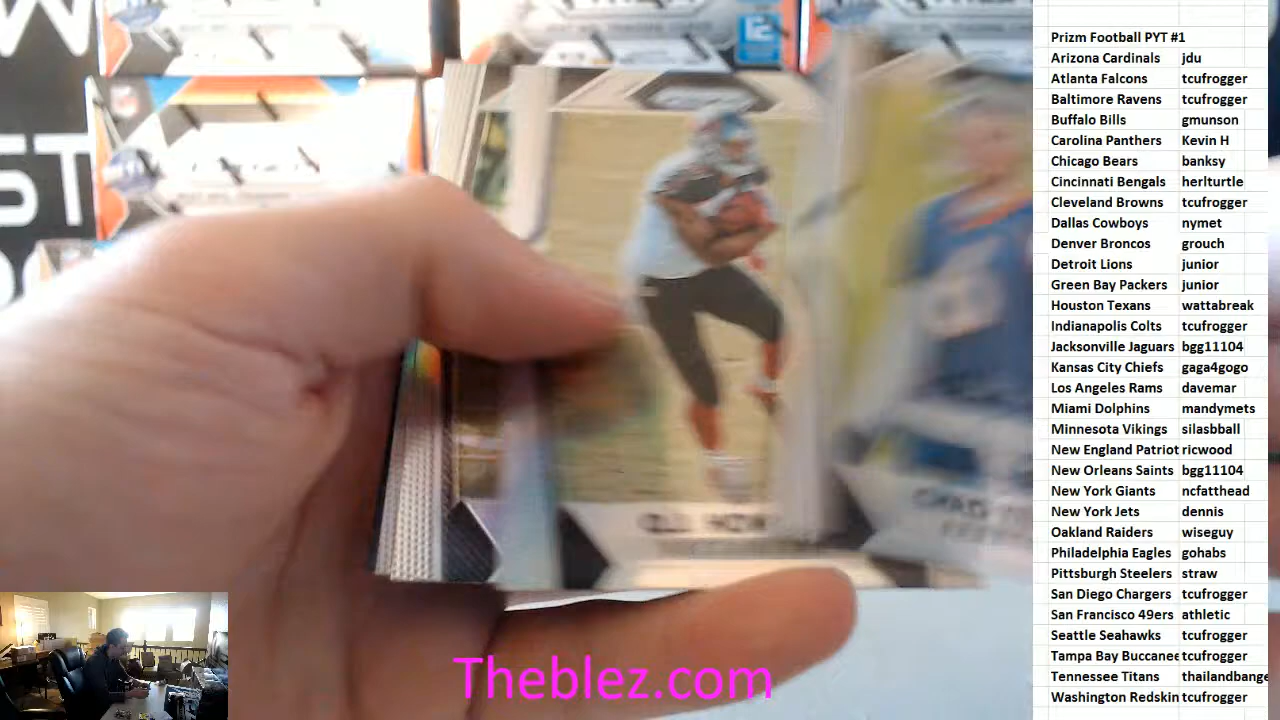 Prizm Football PYT #1
Arizona Cardinals jdu
Atlanta Falcons tcufrogger
Baltimore Ravens tcufrogger
Buffalo Bills gmunson
Carolina Panthers Kevin H
Chicago Bears banksy
Cincinnati Bengals herlturtle
Cleveland Browns tcufrogger
Dallas Cowboys nymet
Denver Broncos grouch
Detroit Lions junior
Green Bay Packers junior
Houston Texans wattabreak
Indianapolis Colts tcufrogger
Jacksonville Jaguars bgg11104
Kansas City Chiefs gaga4gogo
Los Angeles Rams davemar
Miami Dolphins mandymets
Minnesota Vikings silasbball
New England Patriot ricwood
New Orleans Saints bgg11104
New York Giants ncfatthead
New York Jets dennis
Oakland Raiders wiseguy
Philadelphia Eagles gohabs
Pittsburgh Steelers straw
San Diego Chargers tcufrogger
San Francisco 49ers athletic
Seattle Seahawks tcufrogger
Tampa Bay Buccanee tcufrogger
Tennessee Titans thailandbange
Washington Redskin tcufrogger
W
ST
12
O.J. HOW
CHAD
Theblez.com